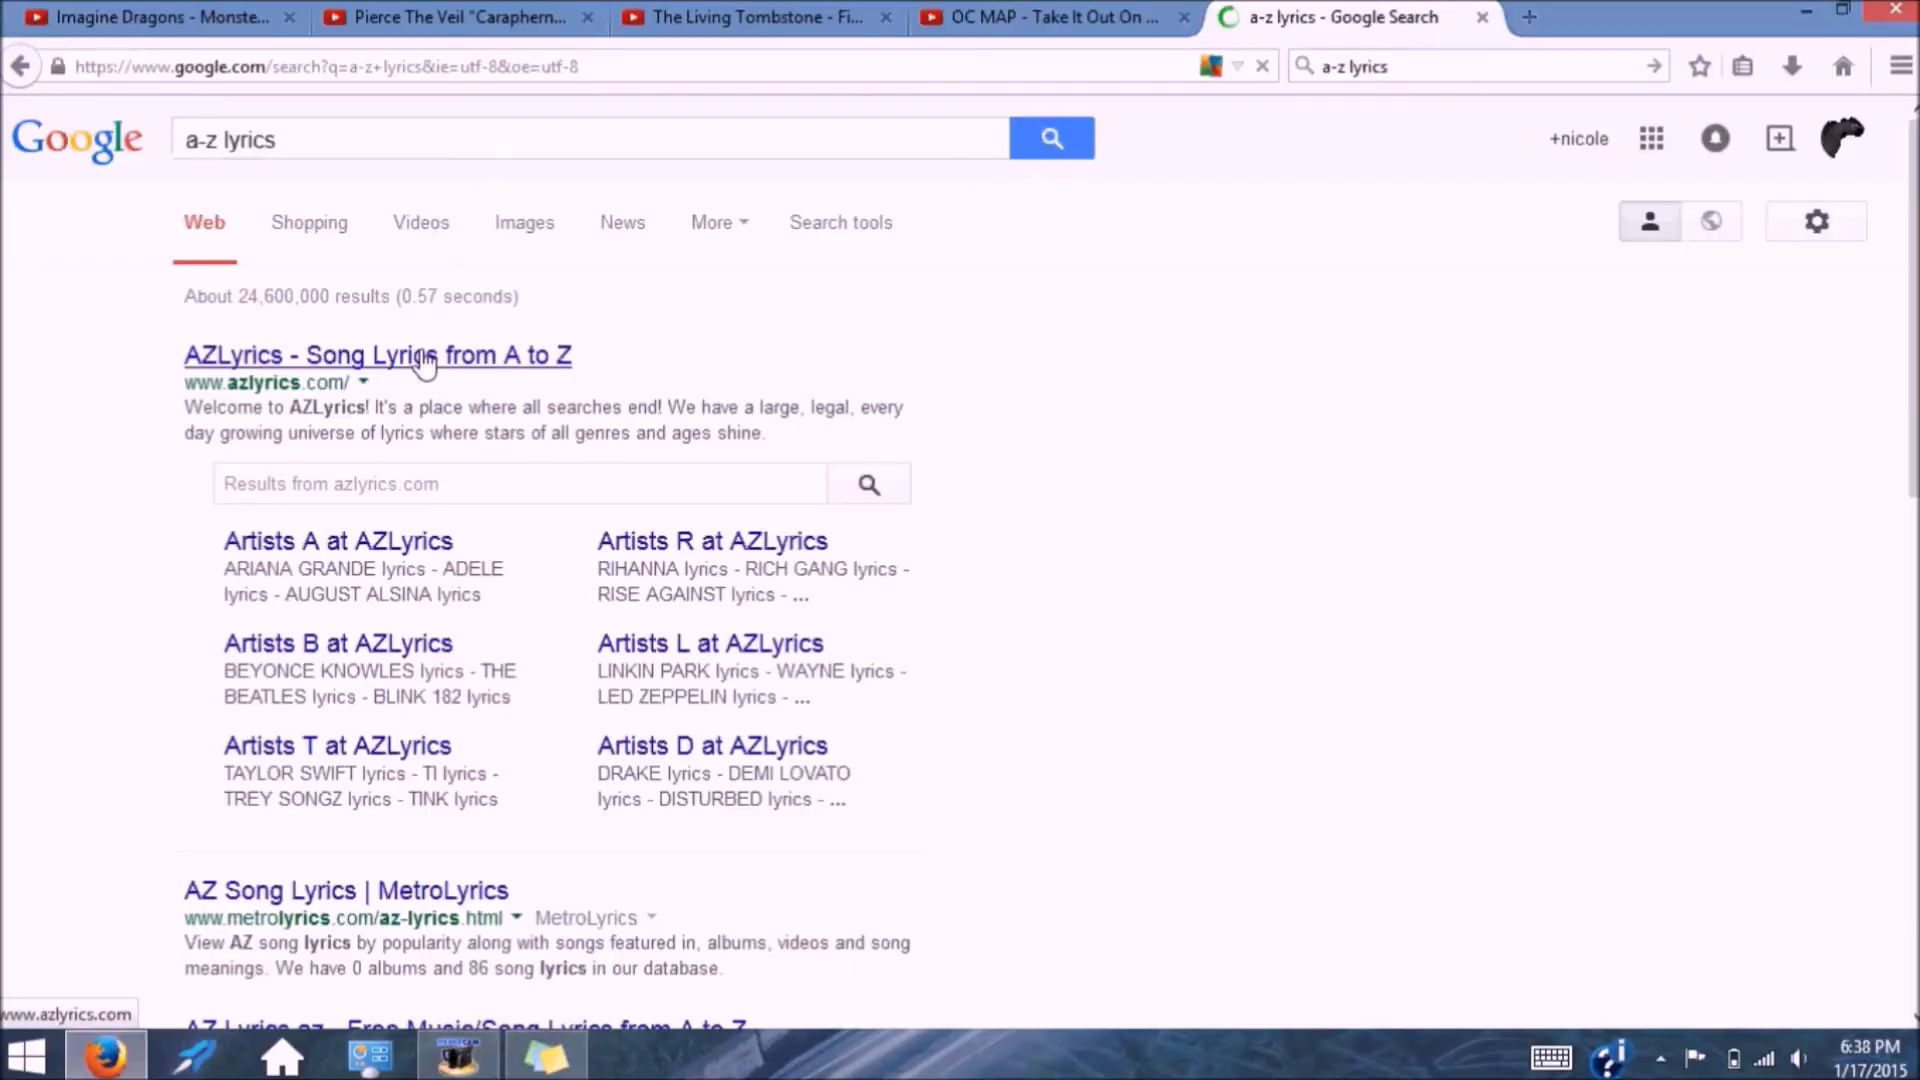 Imagine Dragons - Monste... Pierce The Veil "Caraphern... The Living Tombstone - Fi... OC MAP - Take It Out On ... a-z lyrics - Google Search
https://www.google.com/search?q=a-z+lyrics&ie=utf-8&oe=utf-8 a-z lyrics
Google a-z lyrics +nicole
Web Shopping Videos Images News More Search tools
About 24,600,000 results (0.57 seconds)
AZLyrics - Song Lyrics from A to Z
www.azlyrics.com/
Welcome to AZLyrics! It's a place where all searches end! We have a large, legal, every
day growing universe of lyrics where stars of all genres and ages shine.
Results from azlyrics.com
Artists A at AZLyrics
ARIANA GRANDE lyrics - ADELE
lyrics - AUGUST ALSINA lyrics
Artists R at AZLyrics
RIHANNA lyrics - RICH GANG lyrics -
RISE AGAINST lyrics - ...
Artists B at AZLyrics
BEYONCE KNOWLES lyrics - THE
BEATLES lyrics - BLINK 182 lyrics
Artists L at AZLyrics
LINKIN PARK lyrics - WAYNE lyrics -
LED ZEPPELIN lyrics - ...
Artists T at AZLyrics
TAYLOR SWIFT lyrics - TI lyrics -
TREY SONGZ lyrics - TINK lyrics
Artists D at AZLyrics
DRAKE lyrics - DEMI LOVATO
lyrics - DISTURBED lyrics - ...
AZ Song Lyrics | MetroLyrics
www.metrolyrics.com/az-lyrics.html MetroLyrics
View AZ song lyrics by popularity along with songs featured in, albums, videos and song
meanings. We have 0 albums and 86 song lyrics in our database.
www.azlyrics.com
AZ Lyrics.az - Free Music/Song Lyrics from A to Z
6:38 PM
1/17/2015